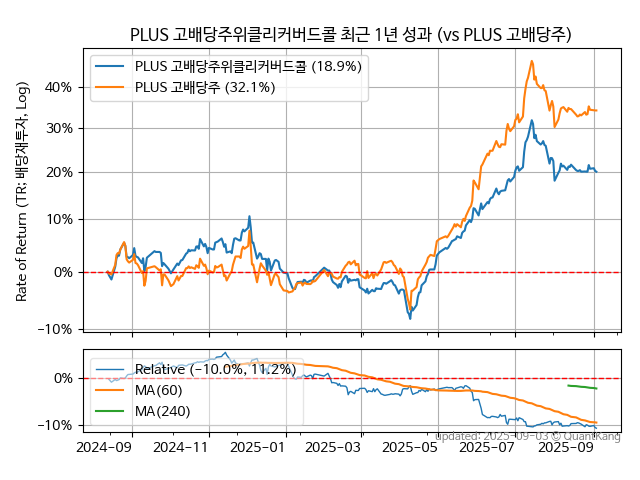 PLUS 고배당주위클리커버드콜 최근 1년 성과 (vs PLUS 고배당주)
Rate of Return (TR: 배당재투자, Log)
PLUS 고배당주위클리커버드콜 (18.9%)
PLUS 고배당주 (32.1%)
40%
30%
20%
10%
0%
−10%
Relative (−10.0%, 11.2%)
MA(60)
MA(240)
0%
−10%
updated: 2025-09-03 © QuantKang
2024-09
2024-11
2025-01
2025-03
2025-05
2025-07
2025-09